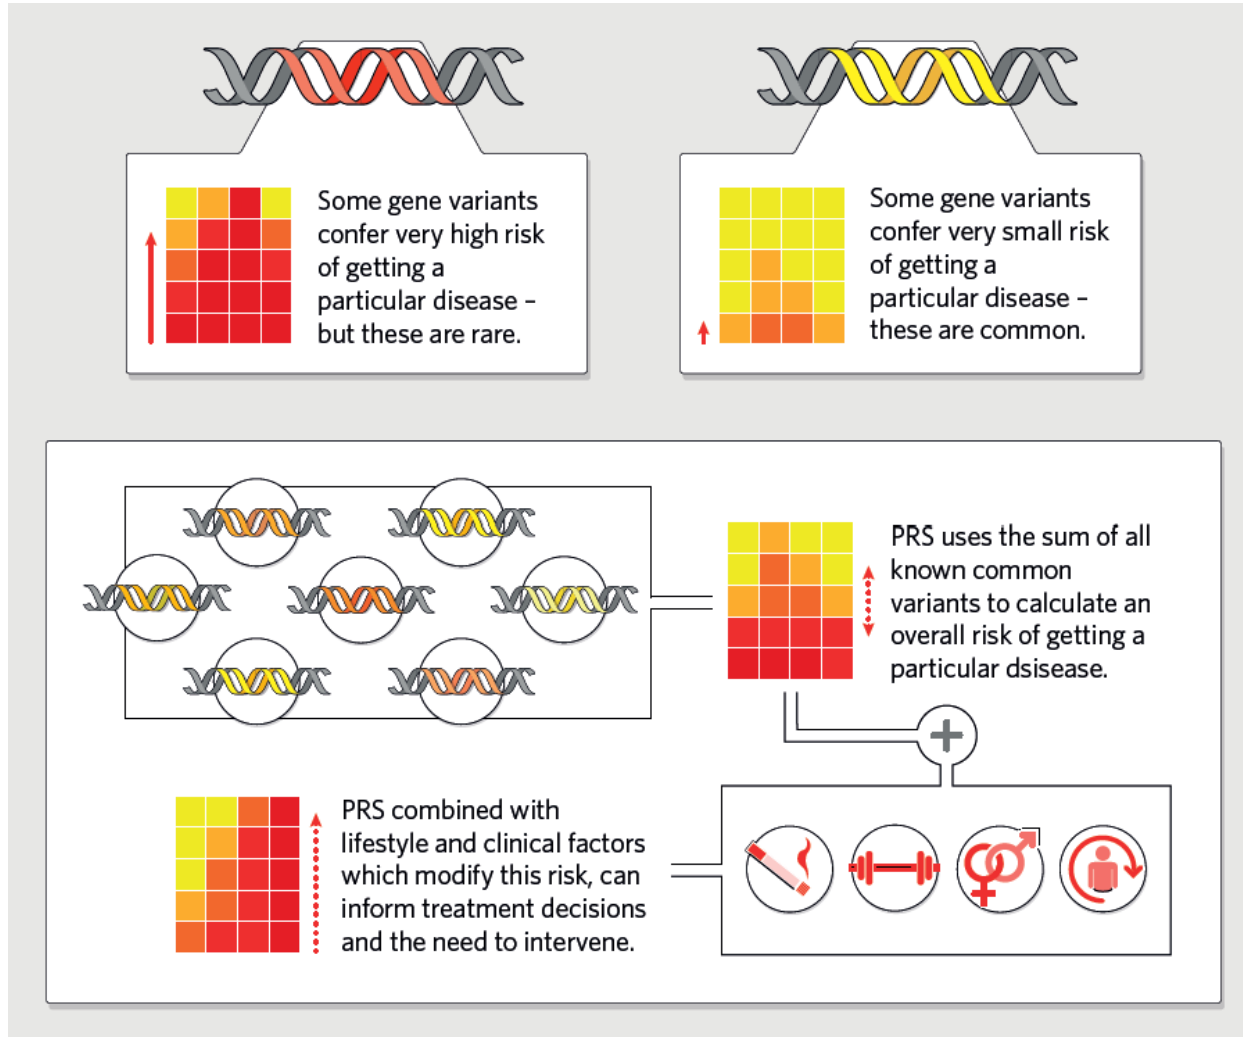 Some gene variants
confer very high risk
of getting a
particular disease –
but these are rare.
Some gene variants
confer very small risk
of getting a
particular disease –
these are common.
PRS uses the sum of all
known common
variants to calculate an
overall risk of getting a
particular dsisease.
PRS combined with
lifestyle and clinical factors
which modify this risk, can
inform treatment decisions
and the need to intervene.